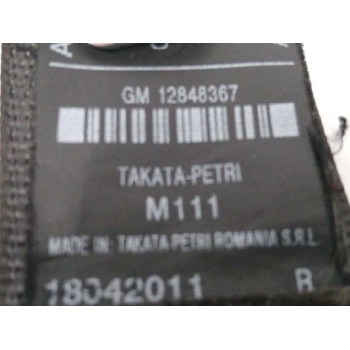 GM 12848367
TAKATA-PETRI
M111
MADE IN: TAKATA-PETRI ROMANIA S.R.L
18042011 R